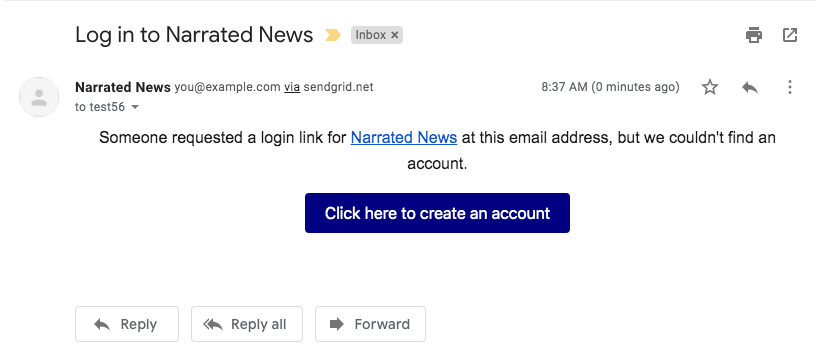 Log in to Narrated News Inbox ×
Narrated News you@example.com via sendgrid.net 8:37 AM (0 minutes ago)
to test56
Someone requested a login link for Narrated News at this email address, but we couldn't find an
account.
Click here to create an account
Reply Reply all Forward